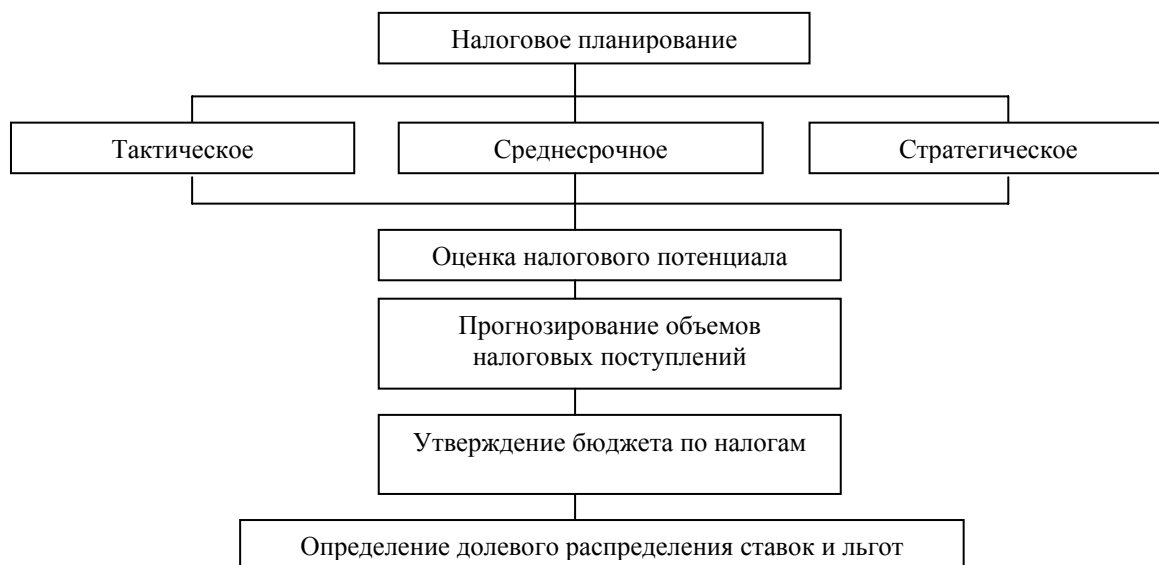 Налоговое планирование
Тактическое
Среднесрочное
Стратегическое
Оценка налогового потенциала
Прогнозирование объемов
налоговых поступлений
Утверждение бюджета по налогам
Определение долевого распределения ставок и льгот